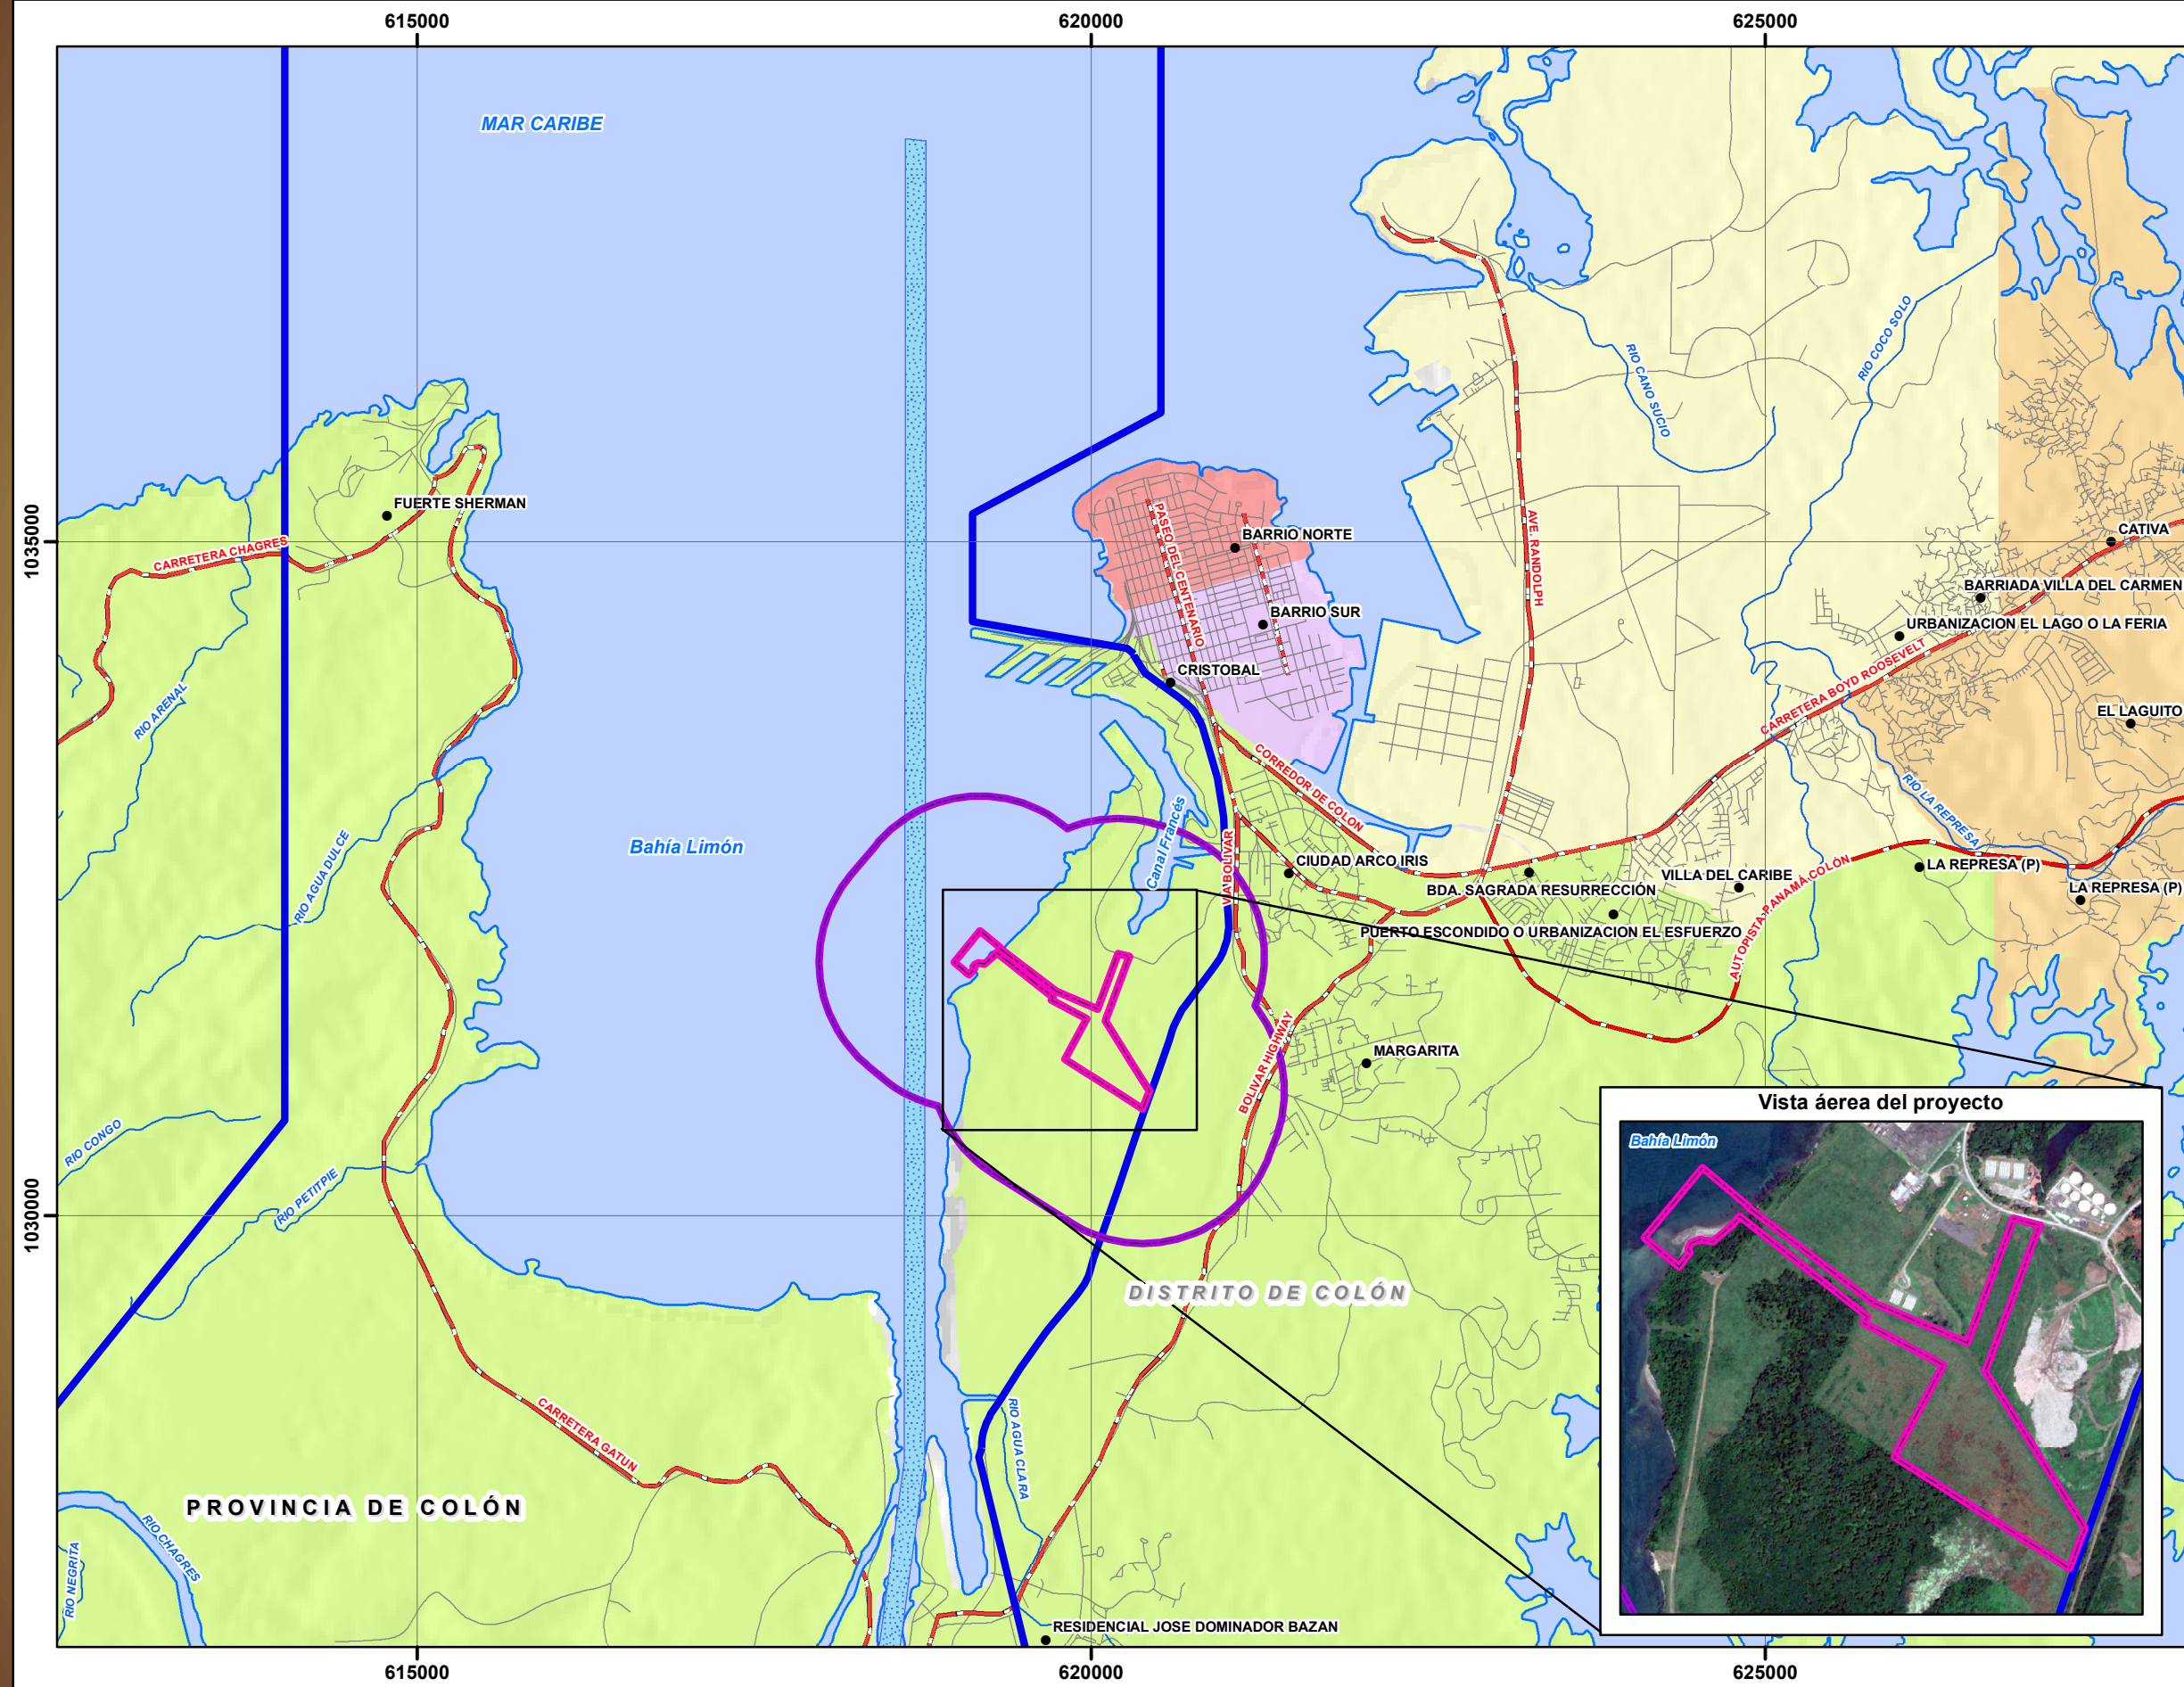 615000
620000
625000
MAR CARIBE
RIO COCO SOLO
RIO CANO SUCIO
1035000
FUERTE SHERMAN
CARRETERA CHAGRES
PASEO DEL CENTENARIO
BARRIO NORTE
AVE. RANDOLPH
CATIVA
BARRIADA VILLA DEL CARMEN
BARRIO SUR
URBANIZACION EL LAGO O LA FERIA
CRISTOBAL
CARRETERA BOYD ROOSEVELT
RIO ARENAL
EL LAGUITO
CORREDOR DE COLON
RIO LA REPRESA
Canal Francés
Bahía Limón
RIO AGUA DULCE
VIA BOLIVAR
CIUDAD ARCO IRIS
LA REPRESA (P)
VILLA DEL CARIBE
BDA. SAGRADA RESURRECCIÓN
LA REPRESA (P)
AUTOPISTA PANAMÁ COLÓN
PUERTO ESCONDIDO O URBANIZACION EL ESFUERZO
MARGARITA
BOLIVAR HIGHWAY
Vista áerea del proyecto
Bahía Limón
RIO CONGO
RIO PETITPIE
1030000
DISTRITO DE COLÓN
CARRETERA GATUN
RIO AGUA CLARA
PROVINCIA DE COLÓN
RIO CHAGRES
RIO NEGRITA
RESIDENCIAL JOSE DOMINADOR BAZAN
615000
620000
625000